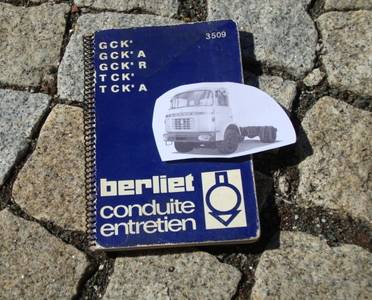 3509
GCK'
GCK'A
GCK'R
TCK'
TCK'A
berliet
conduite
entretien